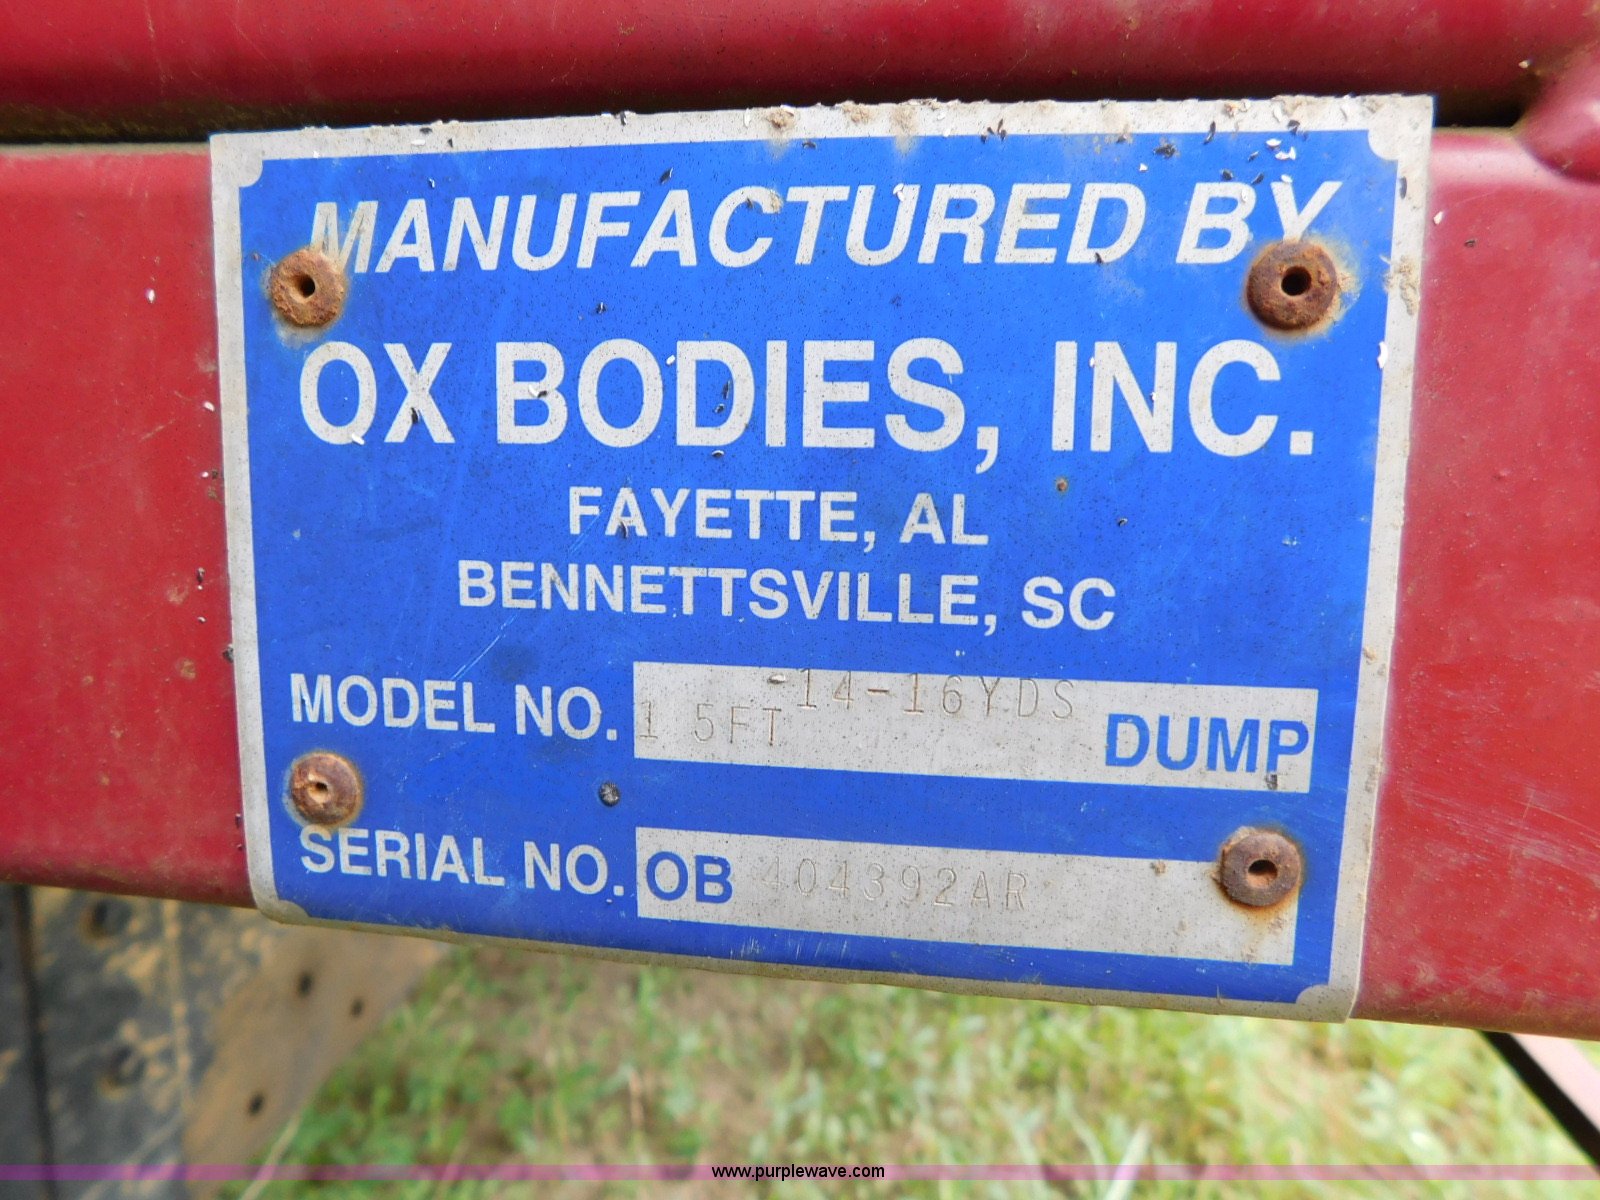 MANUFACTURED BY
OX BODIES, INC.
FAYETTE, AL
BENNETTSVILLE, SC
MODEL NO. 15FT -14-16YDS DUMP
SERIAL NO. OB 404392AR
www.purplewave.com